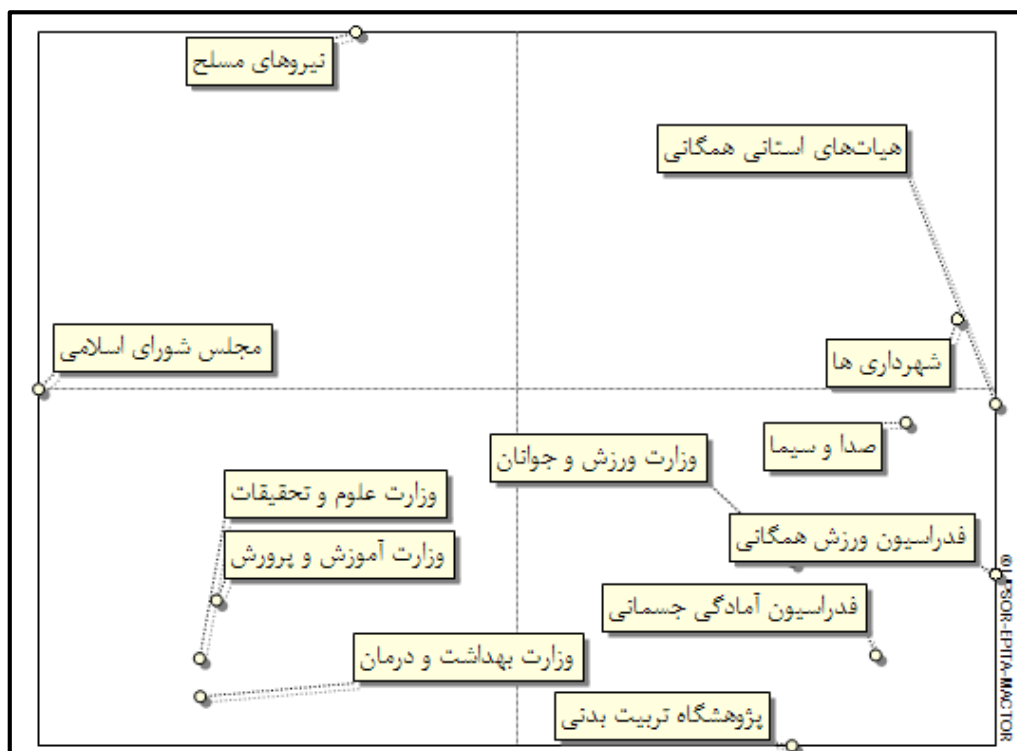 نیروهای مسلح
هیات‌های استانی همگانی
مجلس شورای اسلامی
شهرداری ها
صدا و سیما
وزارت ورزش و جوانان
وزارت علوم و تحقیقات
فدراسیون ورزش همگانی
وزارت آموزش و پرورش
فدراسیون آمادگی جسمانی
وزارت بهداشت و درمان
پژوهشگاه تربیت بدنی
© LIPSOR-EPITA-MACTOR